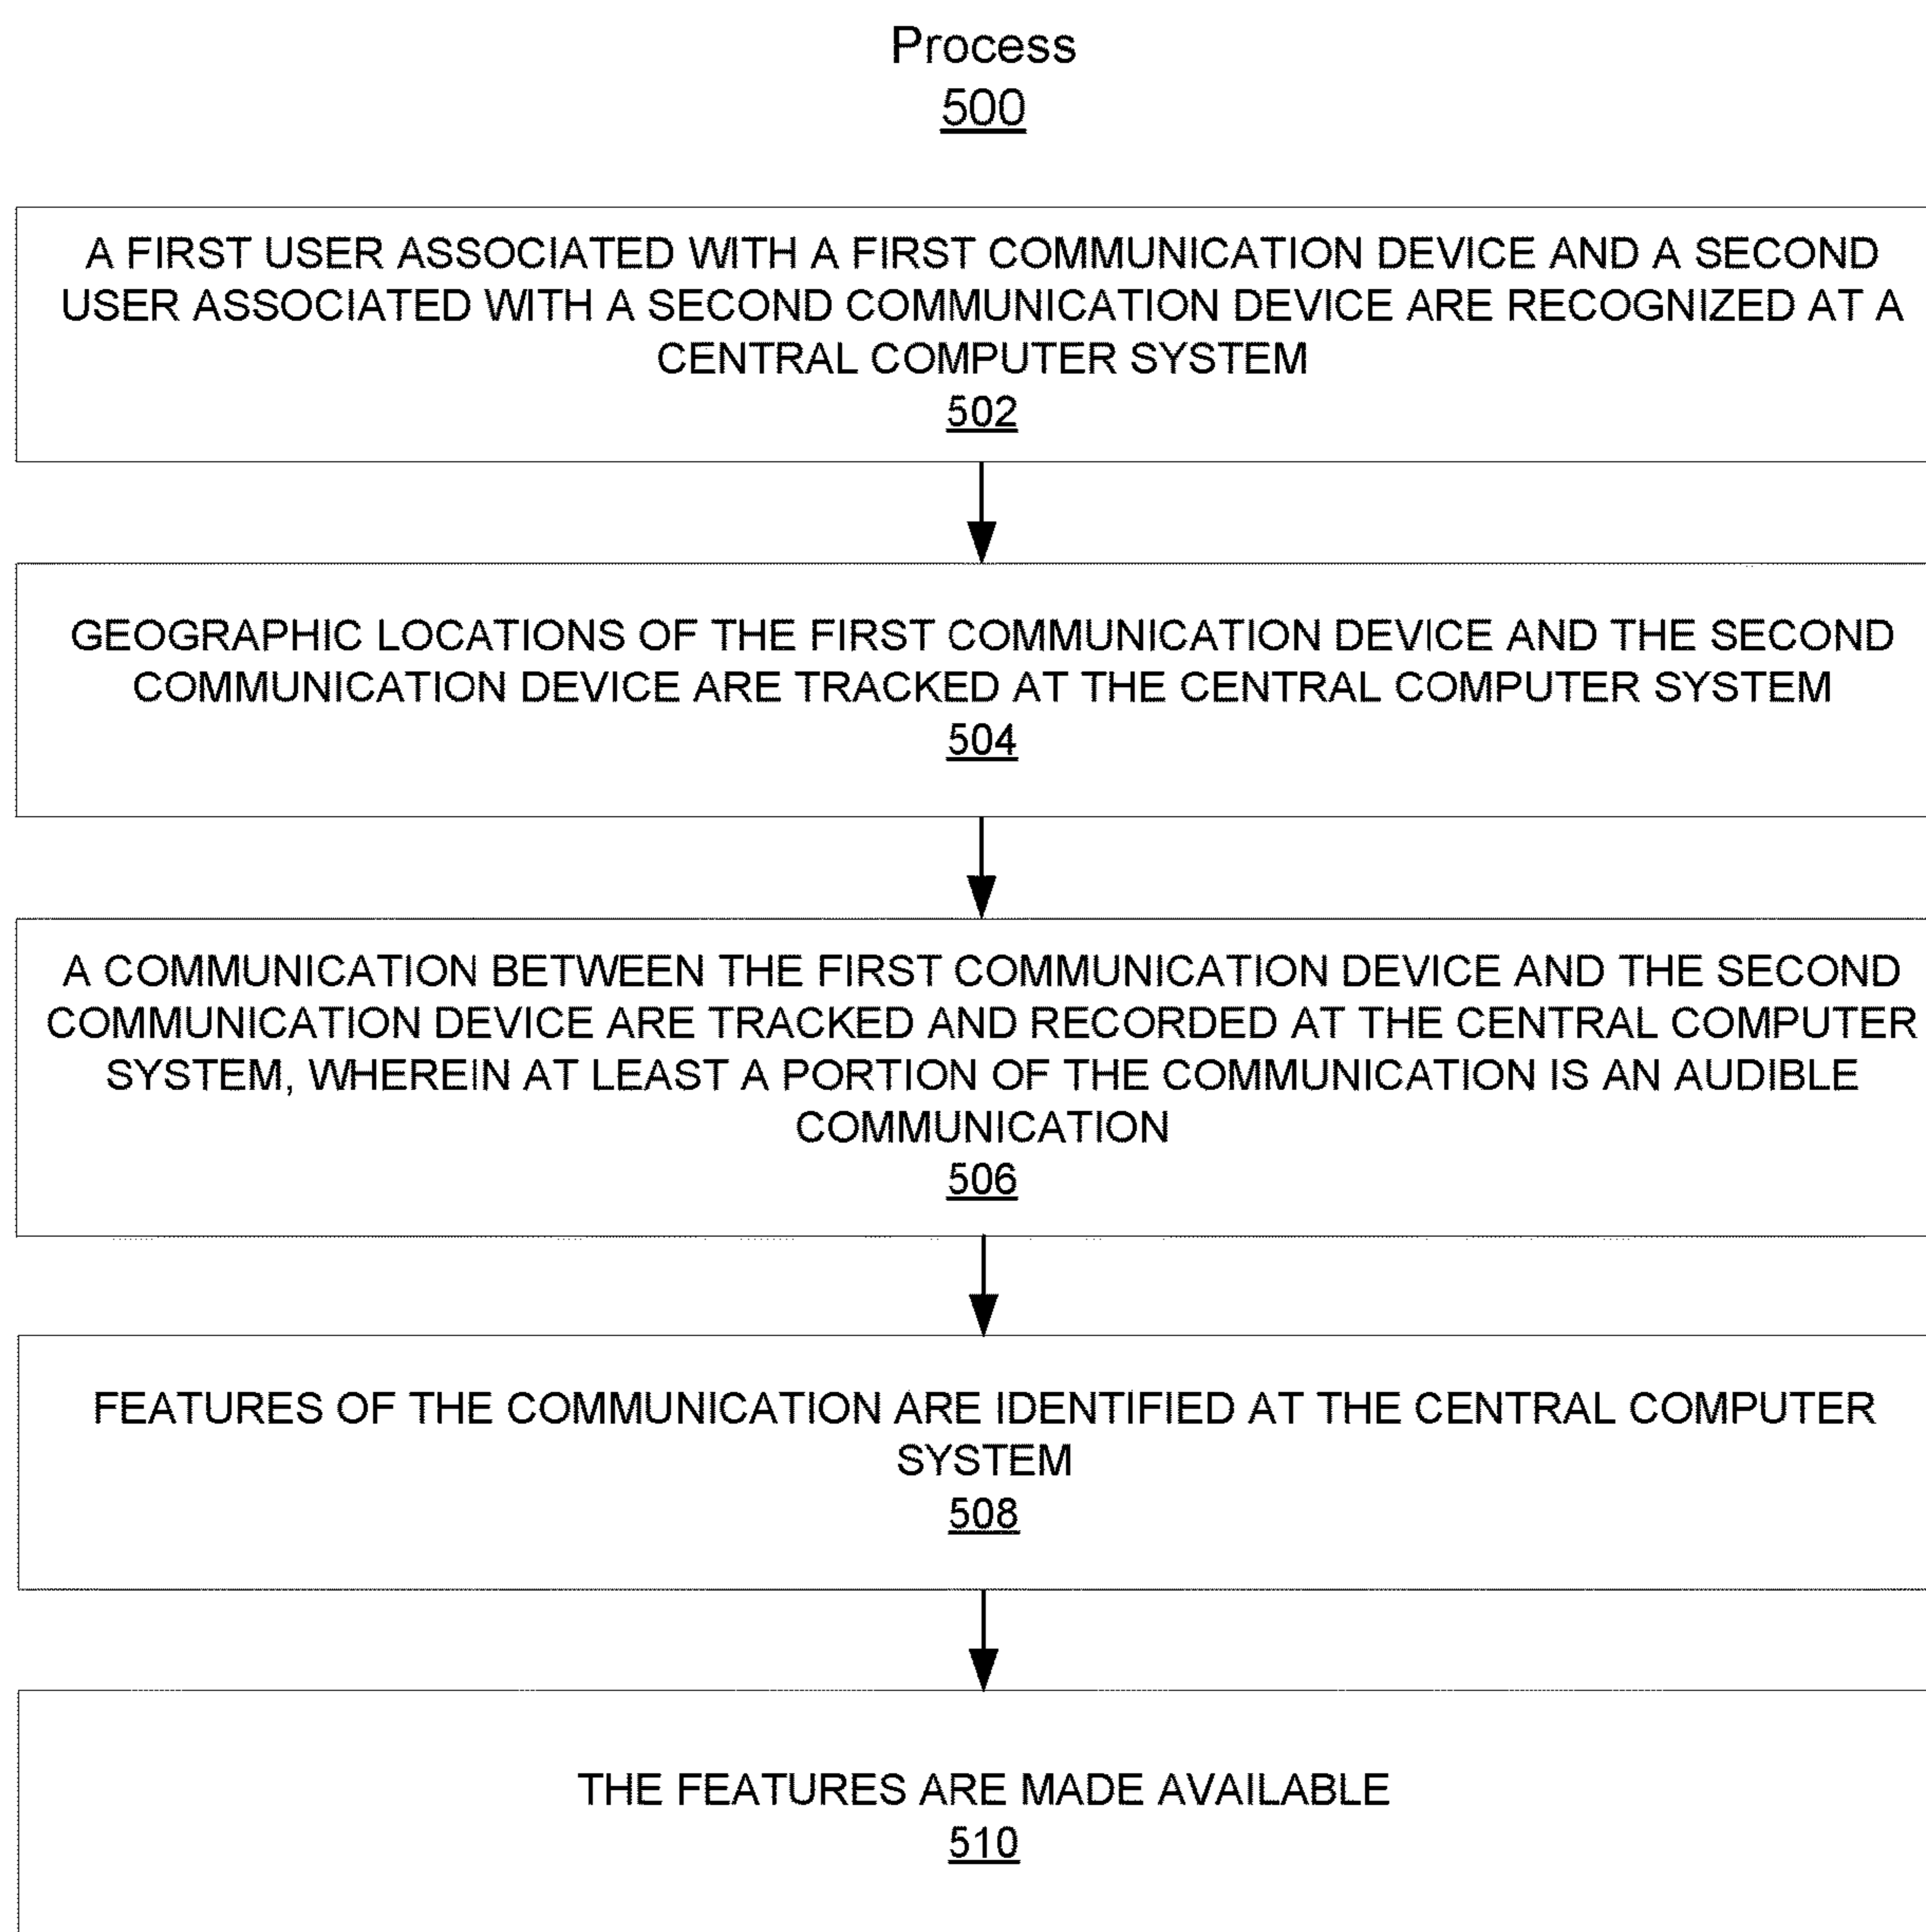 Process
500
A FIRST USER ASSOCIATED WITH A FIRST COMMUNICATION DEVICE AND A SECOND
USER ASSOCIATED WITH A SECOND COMMUNICATION DEVICE ARE RECOGNIZED AT A
CENTRAL COMPUTER SYSTEM
502
GEOGRAPHIC LOCATIONS OF THE FIRST COMMUNICATION DEVICE AND THE SECOND
COMMUNICATION DEVICE ARE TRACKED AT THE CENTRAL COMPUTER SYSTEM
504
A COMMUNICATION BETWEEN THE FIRST COMMUNICATION DEVICE AND THE SECOND
COMMUNICATION DEVICE ARE TRACKED AND RECORDED AT THE CENTRAL COMPUTER
SYSTEM, WHEREIN AT LEAST A PORTION OF THE COMMUNICATION IS AN AUDIBLE
COMMUNICATION
506
FEATURES OF THE COMMUNICATION ARE IDENTIFIED AT THE CENTRAL COMPUTER
SYSTEM
508
THE FEATURES ARE MADE AVAILABLE
510